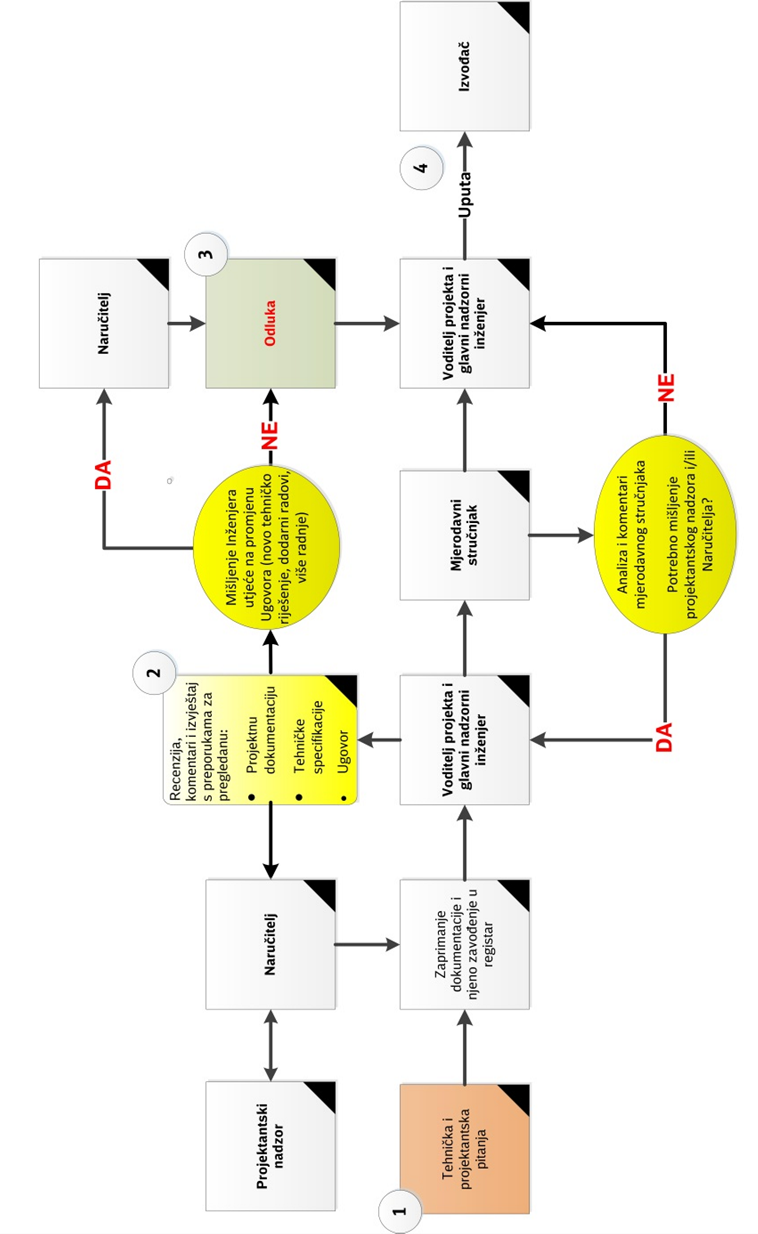 Naručitelj
DA
Projektantski
nadzor
Naručitelj
2
Recenzija,
komentari i izvještaj
s preporukama za
pregledanu:
• Projektnu
dokumentaciju
• Tehničke
specifikacije
• Ugovor
Mišljenje Inženjera
utjeće na promjenu
Ugovora (novo tehničko
riješenje, dodarni radovi,
više radnje)
NE
3
Odluka
1
Tehnička i
projektantska
pitanja
Zaprimanje
dokumentacije i
njeno zavođenje u
registar
Voditelj projekta i
glavni nadzorni
inženjer
Mjerodavni
stručnjak
Voditelj projekta i
glavni nadzorni
inženjer
4
Uputa
Izvođač
DA
Analiza i komentari
mjerodavnog stručnjaka
Potrebno mišljenje
projektantskog nadzora i/ili
Naručitelja?
NE